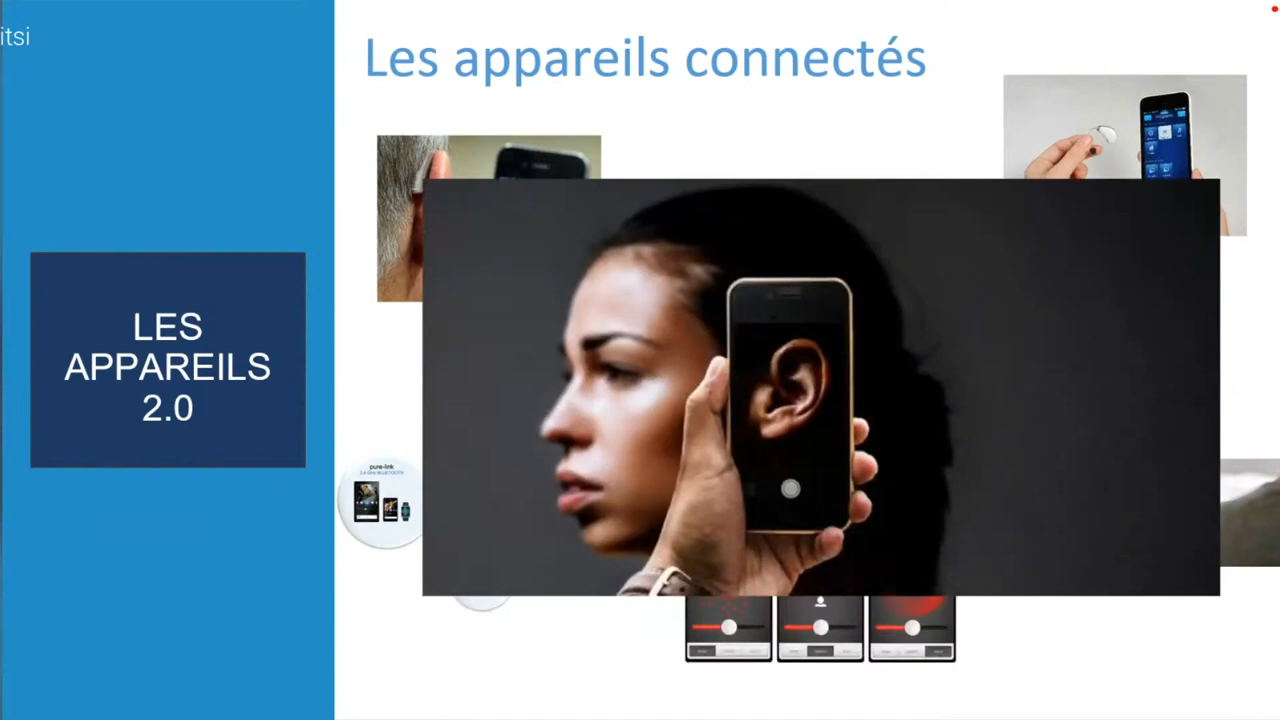 itsi
Les appareils connectés
LES
APPAREILS
2.0
pure-link
2.4 GHz BLUETOOTH